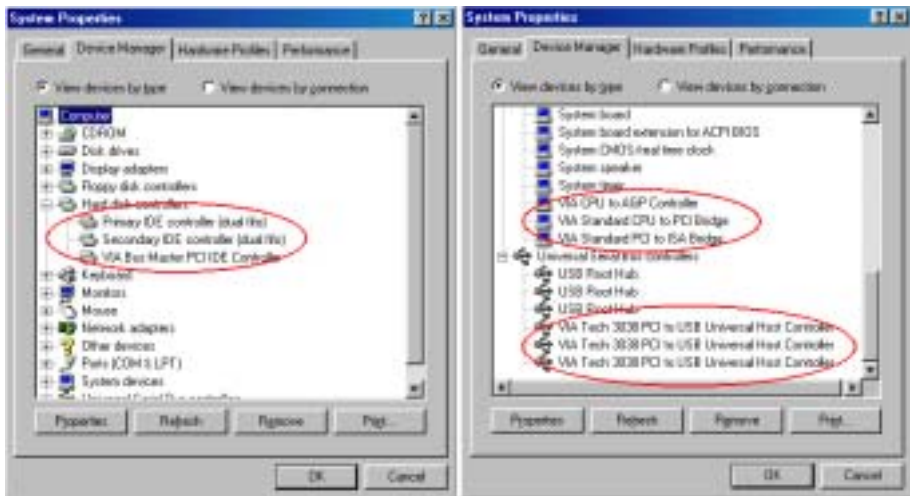 System Properties
General Device Manager Hardware Profiles Performance
View devices by type View devices by connection
Computer
CDROM
Disk drives
Display adapters
Floppy disk controllers
Hard disk controllers
Primary IDE controller (dual fifo)
Secondary IDE controller (dual fifo)
VIA Bus Master PCI IDE Controller
Keyboard
Monitors
Mouse
Network adapters
Other devices
Ports (COM & LPT)
System devices
Universal Serial Bus controllers
Properties Refresh Remove Print...
OK Cancel
System Properties
General Device Manager Hardware Profiles Performance
View devices by type View devices by connection
System board
System board extension for ACPI BIOS
System CMOS/real time clock
System speaker
System timer
VIA CPU to AGP Controller
VIA Standard CPU to PCI Bridge
VIA Standard PCI to ISA Bridge
Universal Serial Bus controllers
USB Root Hub
USB Root Hub
USB Root Hub
VIA Tech 3038 PCI to USB Universal Host Controller
VIA Tech 3038 PCI to USB Universal Host Controller
VIA Tech 3038 PCI to USB Universal Host Controller
Properties Refresh Remove Print...
OK Cancel